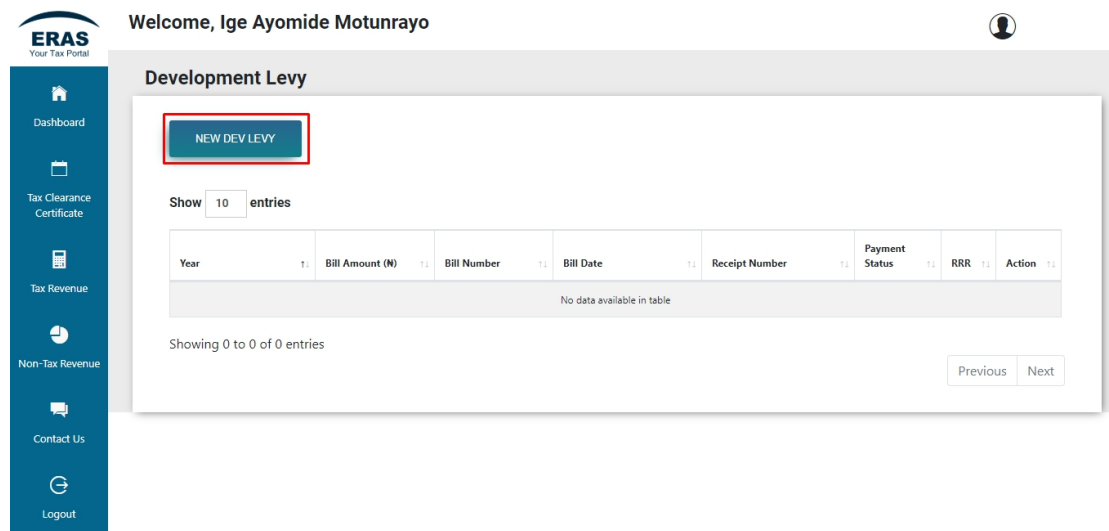 ERAS
Your Tax Portal
Welcome, Ige Ayomide Motunrayo
Dashboard
Tax Clearance
Certificate
Tax Revenue
Non-Tax Revenue
Contact Us
Logout
Development Levy
NEW DEV LEVY
Show 10 entries
Year Bill Amount (₦) Bill Number Bill Date Receipt Number Payment Status RRR Action
No data available in table
Showing 0 to 0 of 0 entries
Previous Next